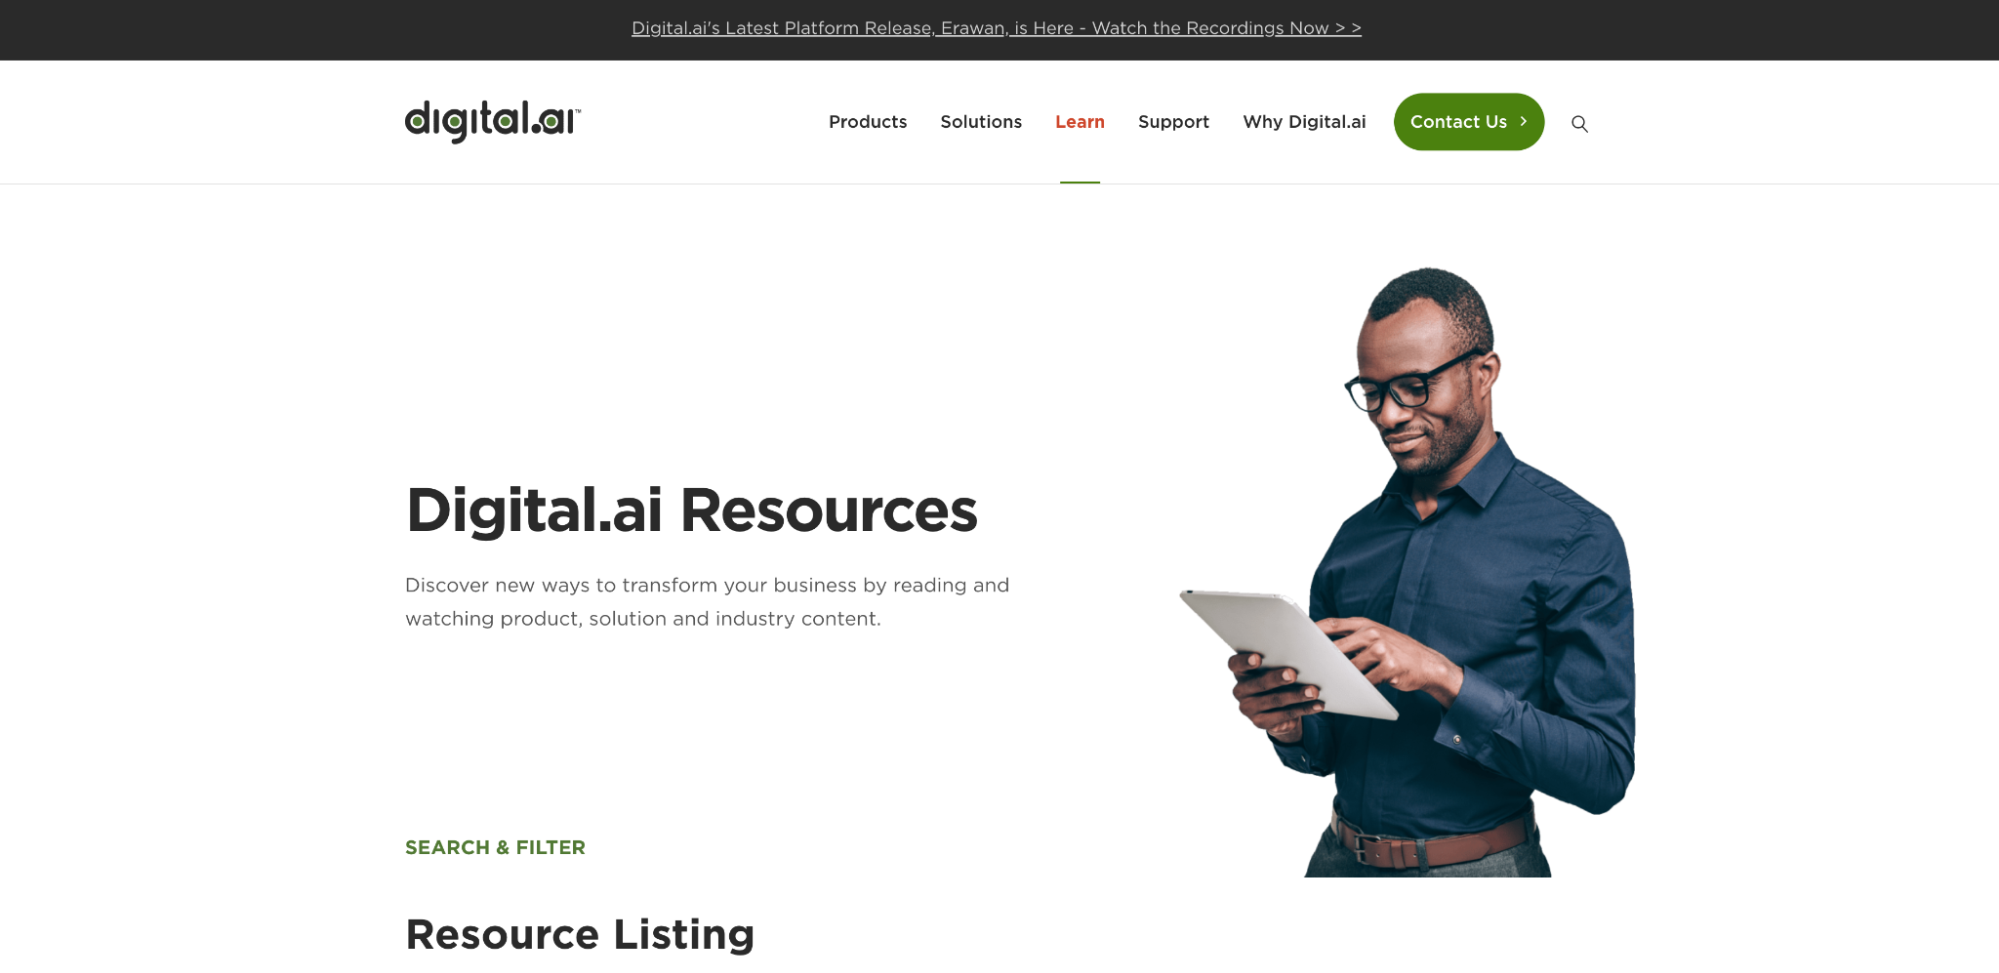 Digital.ai's Latest Platform Release, Erawan, is Here - Watch the Recordings Now > >
digital.ai™
Products
Solutions
Learn
Support
Why Digital.ai
Contact Us >
Digital.ai Resources
Discover new ways to transform your business by reading and
watching product, solution and industry content.
SEARCH & FILTER
Resource Listing